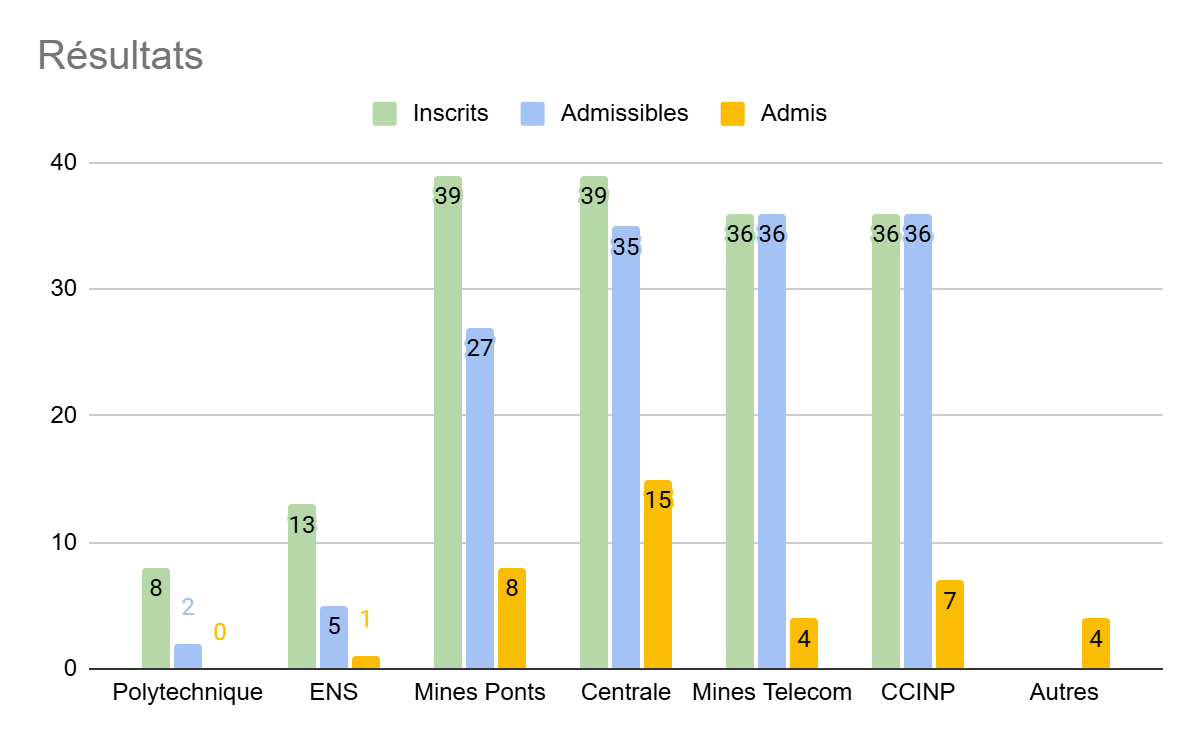 Résultats
Inscrits Admissibles Admis
40
39 39
36 36 36 36
35
30
27
20
15
13
10
8 8
7
2 5 1
0 4 4
0
Polytechnique ENS Mines Ponts Centrale Mines Telecom CCINP Autres